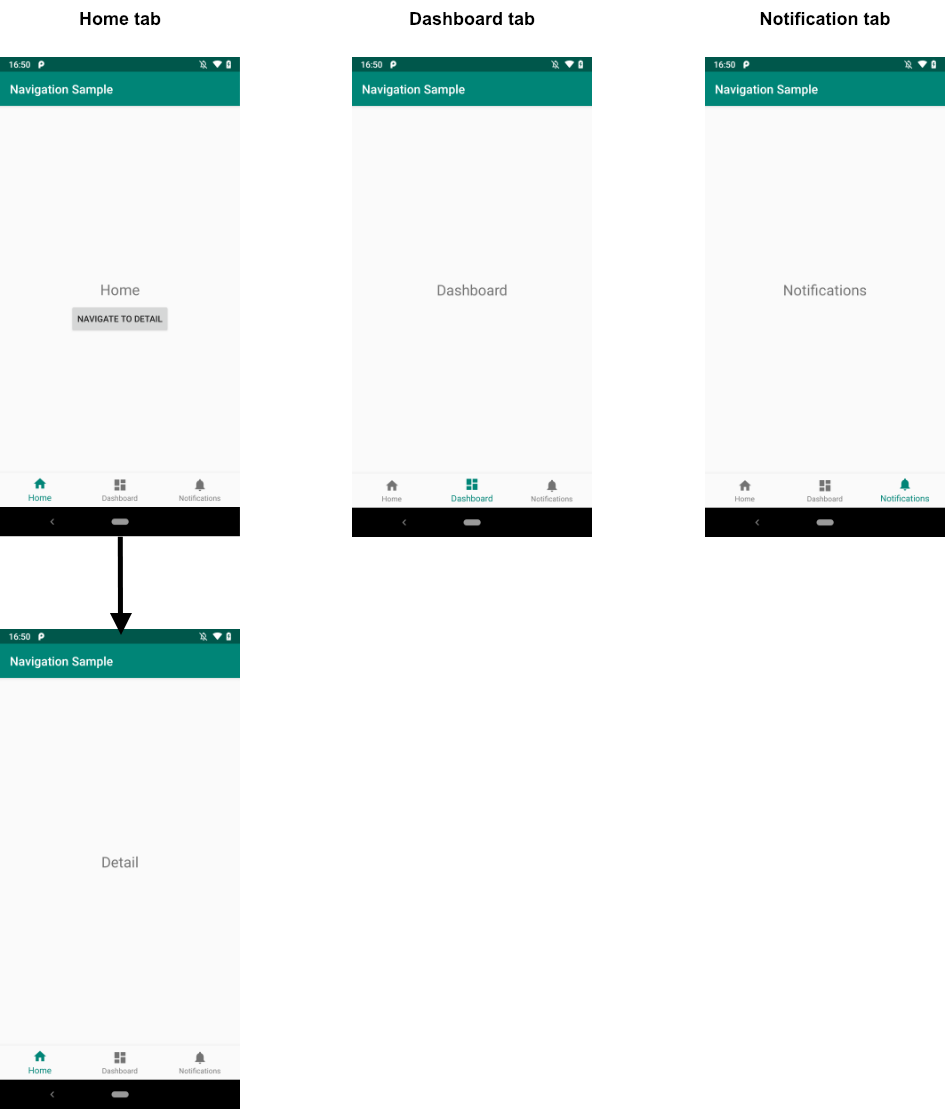 Home tab
Dashboard tab
Notification tab
16:50
Navigation Sample
Home
NAVIGATE TO DETAIL
Home Dashboard Notifications
16:50
Navigation Sample
Dashboard
Home Dashboard Notifications
16:50
Navigation Sample
Notifications
Home Dashboard Notifications
16:50
Navigation Sample
Detail
Home Dashboard Notifications